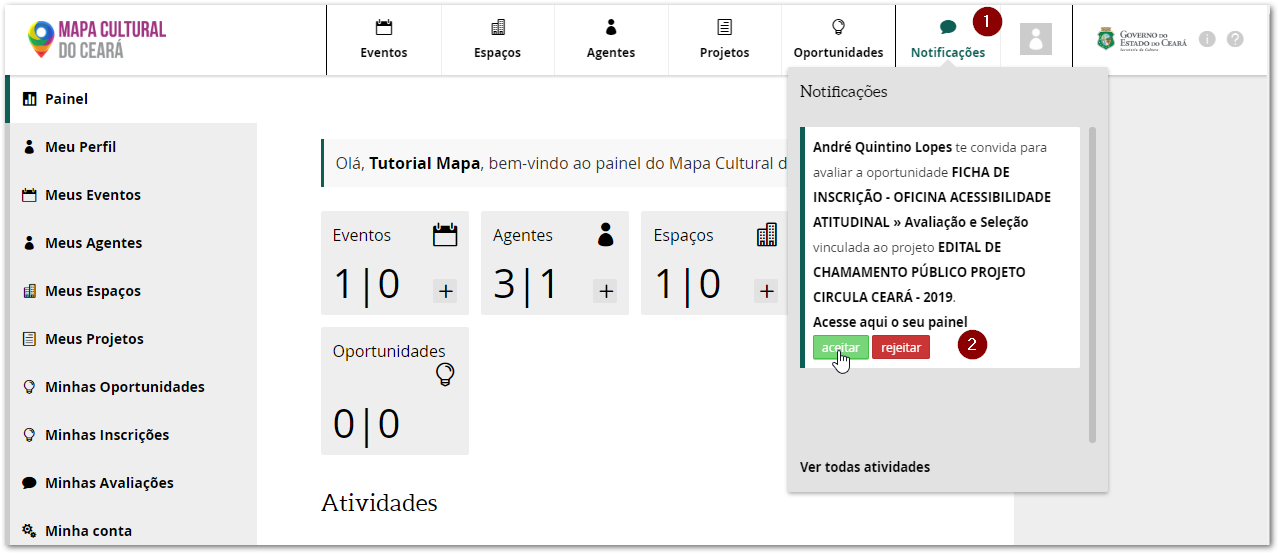 MAPA CULTURAL
DO CEARÁ
Eventos
Espaços
Agentes
Projetos
Oportunidades
Notificações
1
GOVERNO DO
ESTADO DO CEARÁ
Secretaria da Cultura
i
?
Painel
Meu Perfil
Meus Eventos
Meus Agentes
Meus Espaços
Meus Projetos
Minhas Oportunidades
Minhas Inscrições
Minhas Avaliações
Minha conta
Olá, Tutorial Mapa, bem-vindo ao painel do Mapa Cultural d
Eventos
1|0
+
Agentes
3|1
+
Espaços
1|0
+
Oportunidades
0|0
Atividades
Notificações
André Quintino Lopes te convida para
avaliar a oportunidade FICHA DE
INSCRIÇÃO - OFICINA ACESSIBILIDADE
ATITUDINAL » Avaliação e Seleção
vinculada ao projeto EDITAL DE
CHAMAMENTO PÚBLICO PROJETO
CIRCULA CEARÁ - 2019.
Acesse aqui o seu painel
aceitar rejeitar 2
Ver todas atividades